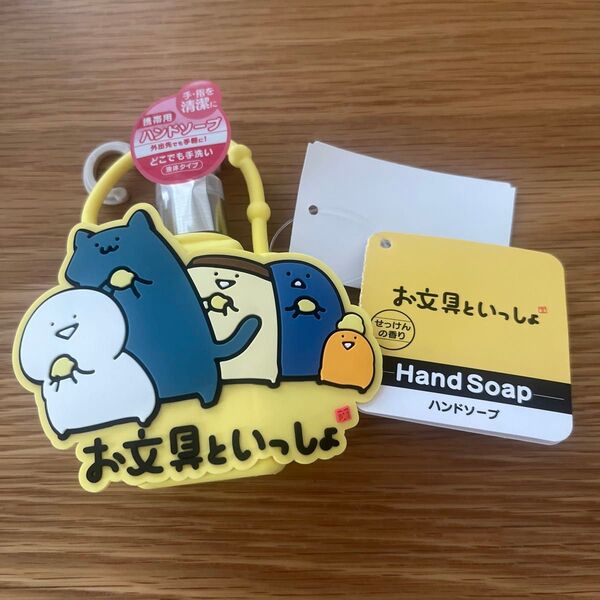 手・指を
清潔に
携帯用
ハンドソープ
外出先でも手軽に!
どこでも手洗い
液体タイプ
お文具といっしょ
お文具といっしょ
せっけん
の香り
Hand Soap
ハンドソープ